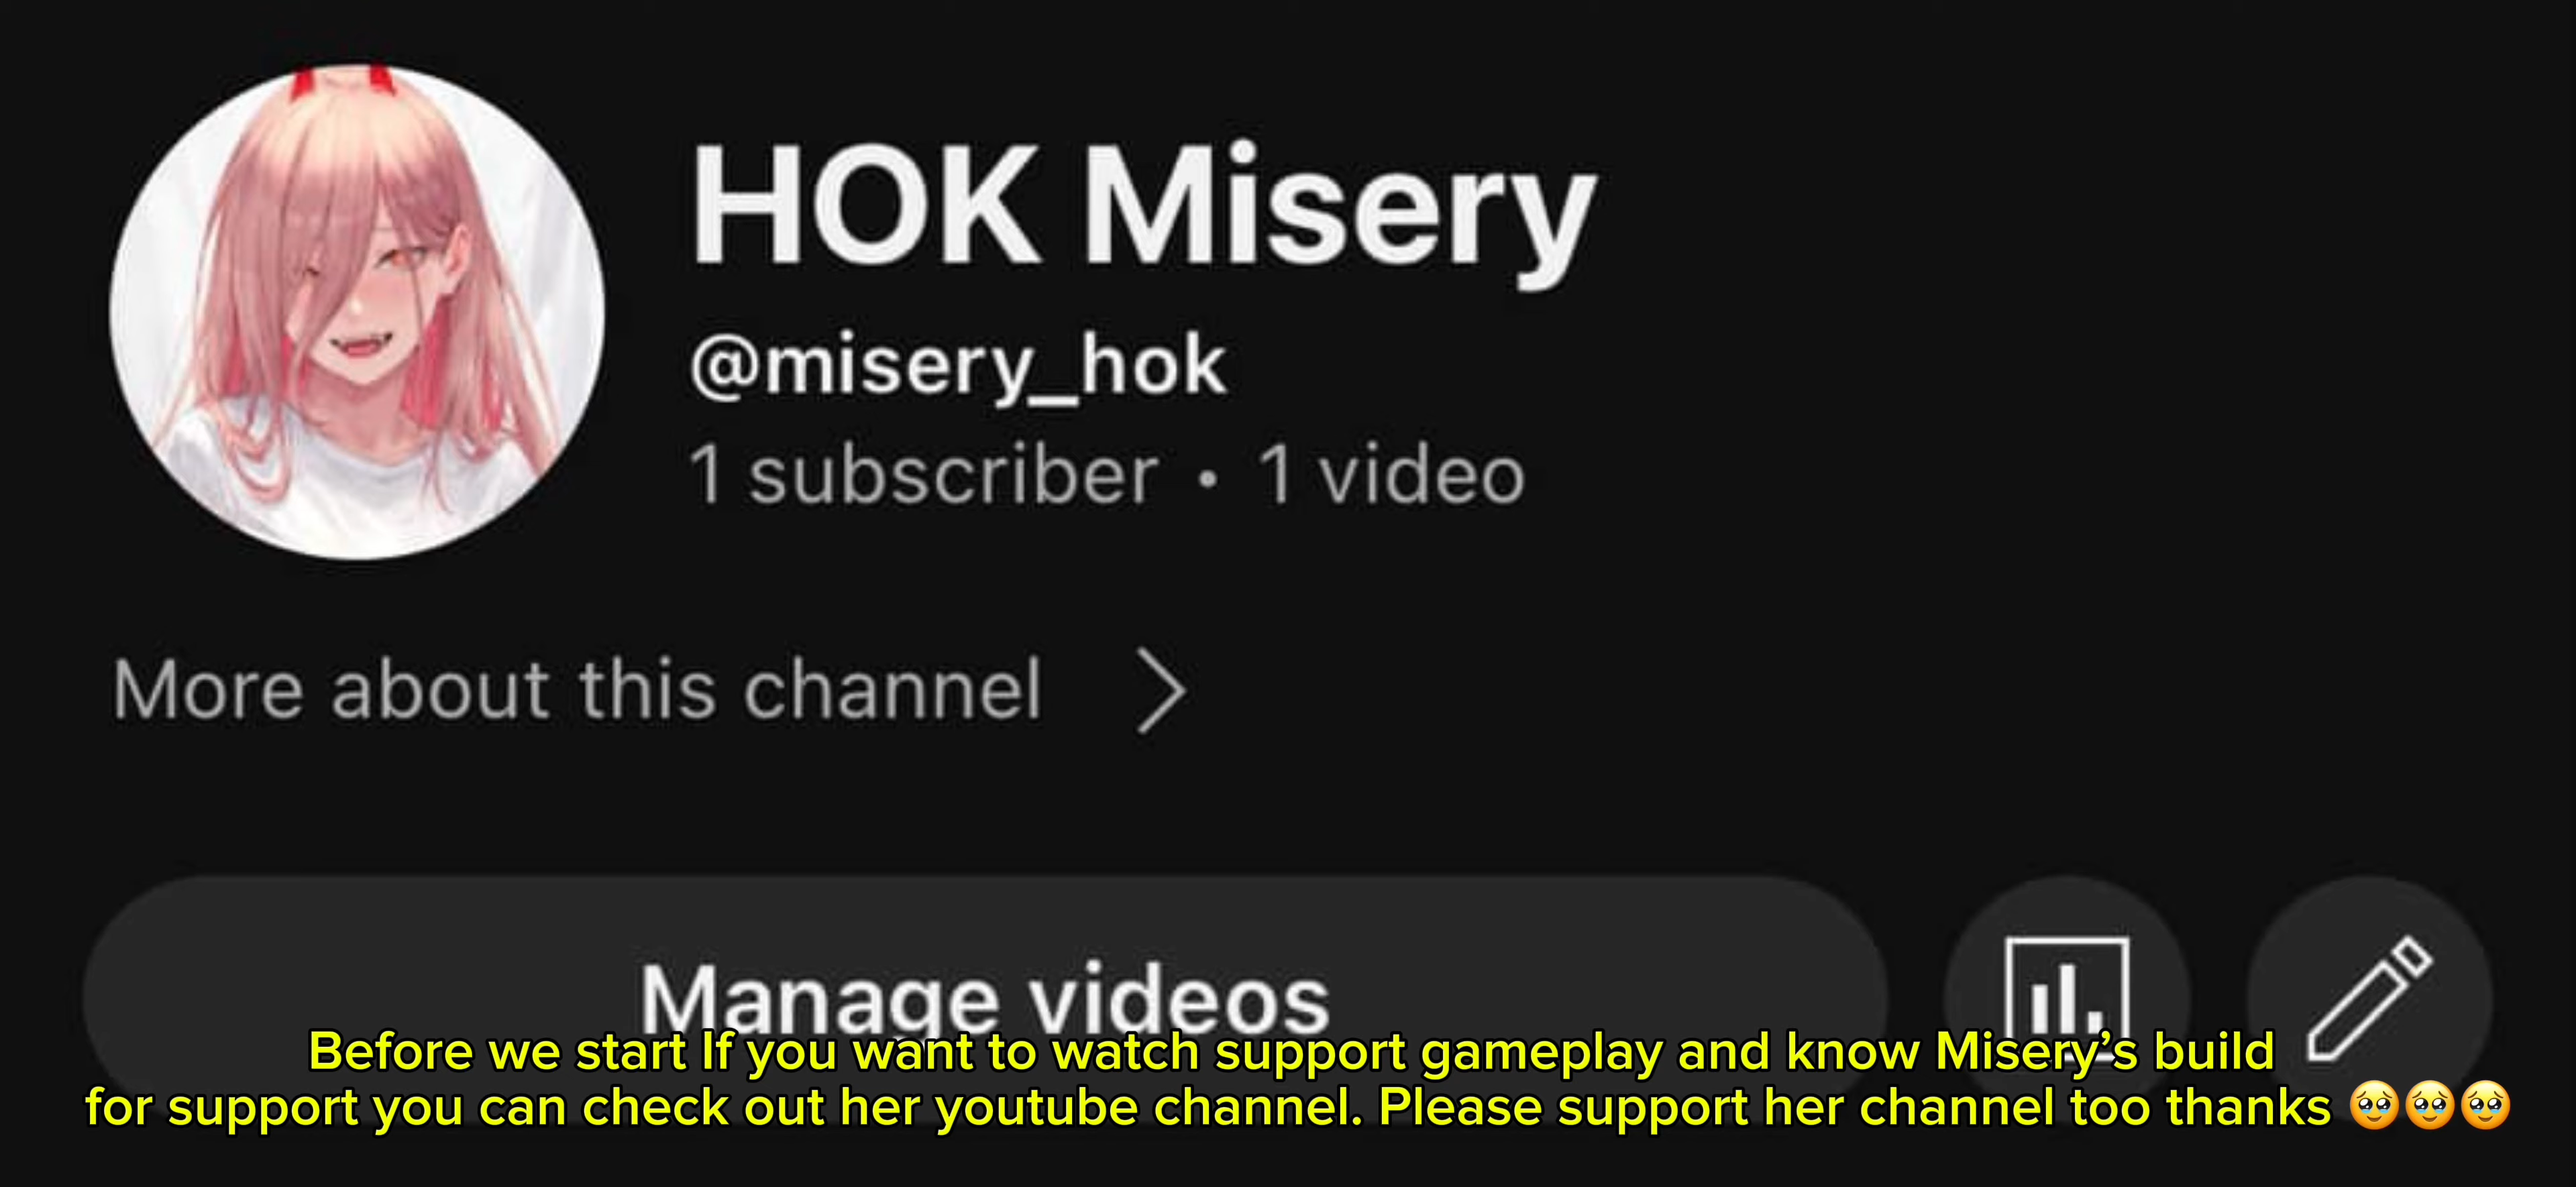 HOK Misery
@misery_hok
1 subscriber • 1 video
More about this channel
Manage videos
Before we start If you want to watch support gameplay and know Misery’s build
for support you can check out her youtube channel. Please support her channel too thanks 🥹🥹🥹